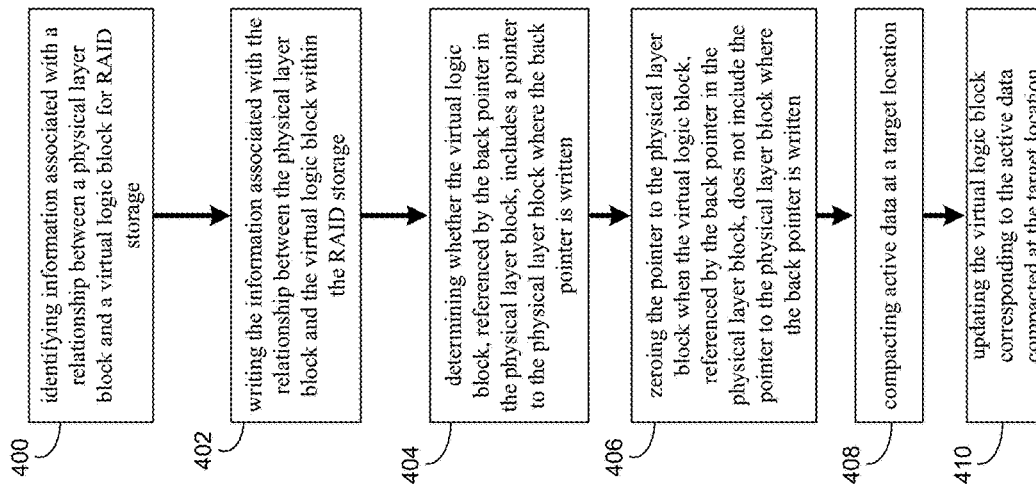 400
identifying information associated with a
relationship between a physical layer
block and a virtual logic block for RAID
storage
402
writing the information associated with the
relationship between the physical layer
block and the virtual logic block within
the RAID storage
404
determining whether the virtual logic
block, referenced by the back pointer in
the physical layer block, includes a pointer
to the physical layer block where the back
pointer is written
406
zeroing the pointer to the physical layer
block when the virtual logic block,
referenced by the back pointer in the
physical layer block, does not include the
pointer to the physical layer block where
the back pointer is written
408
compacting active data at a target location
410
updating the virtual logic block
corresponding to the active data
compacted at the target location